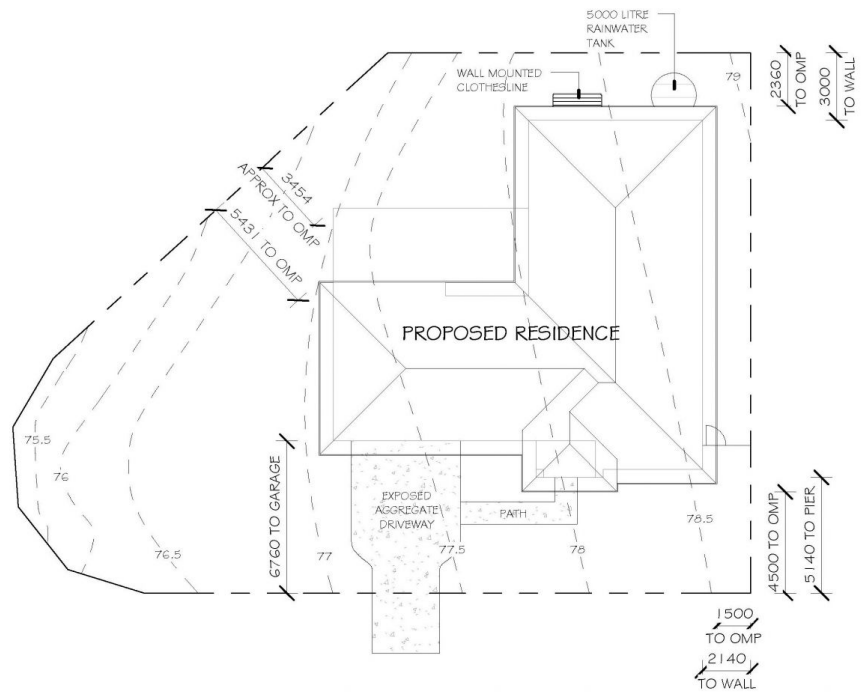 5000 LITRE
RAINWATER
TANK
WALL MOUNTED
CLOTHESLINE
79
2360
TO OMP
3000
TO WALL
3454
APPROX TO OMP
5431 TO OMP
PROPOSED RESIDENCE
75.5
76
76.5
77
77.5
78
78.5
6760 TO GARAGE
EXPOSED
AGGREGATE
DRIVEWAY
PATH
4500 TO OMP
5140 TO PIER
1500
TO OMP
2140
TO WALL